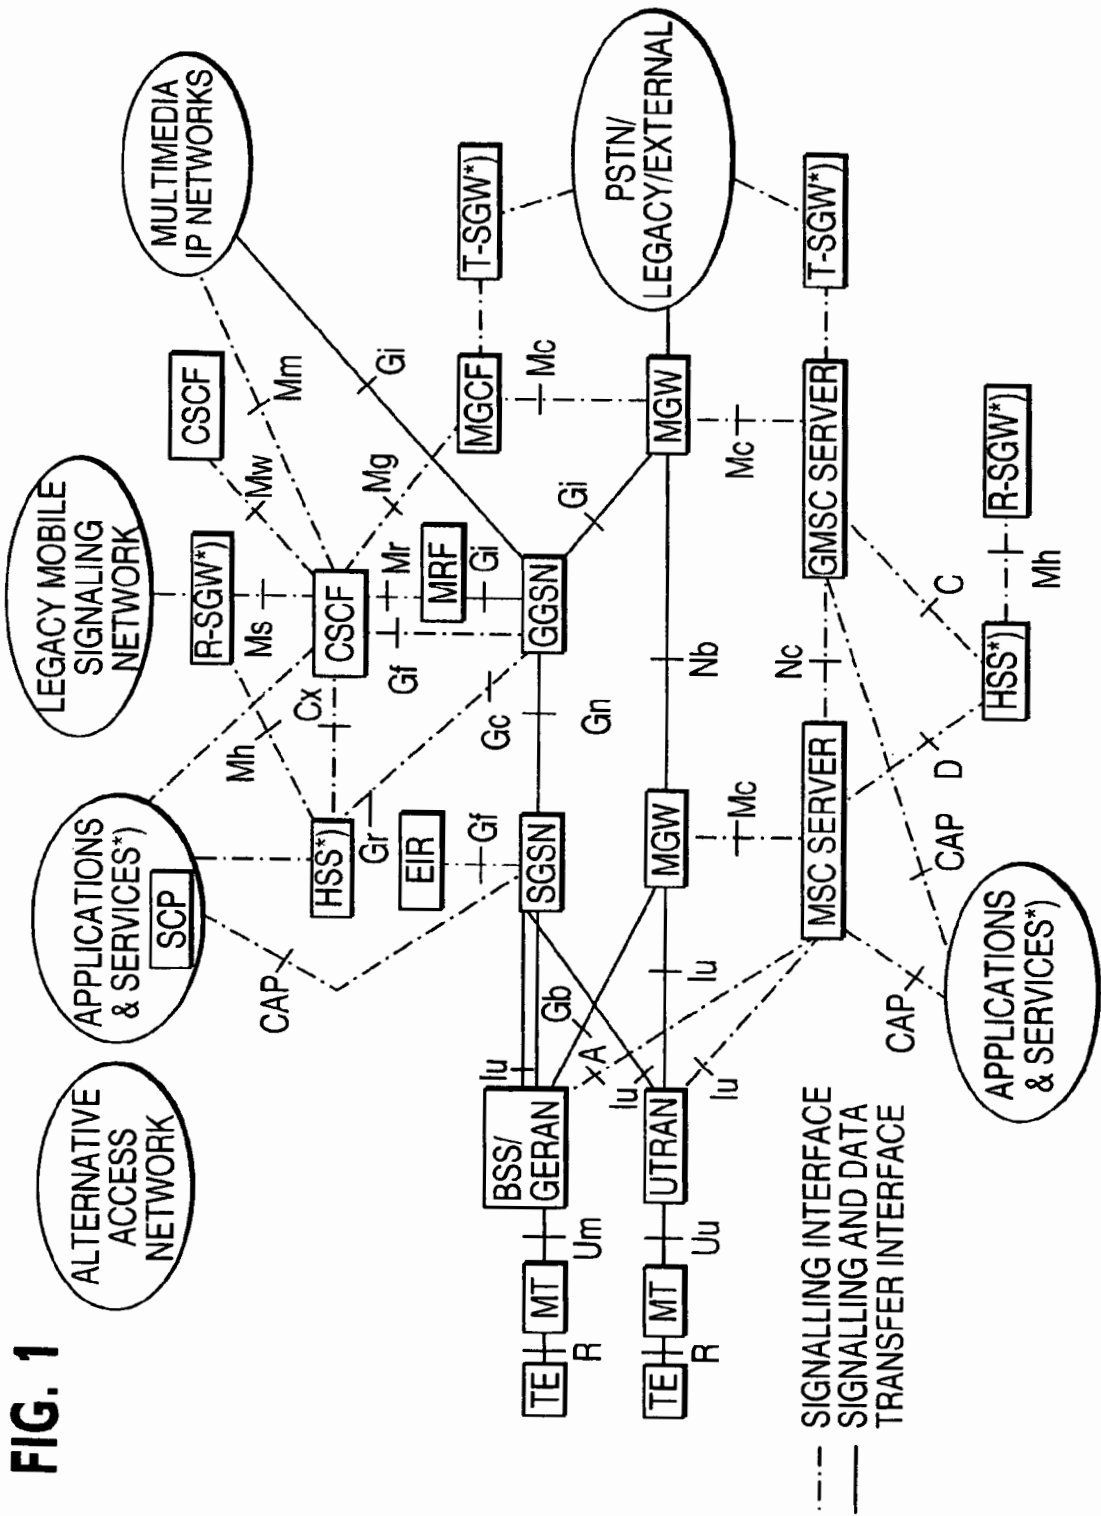 FIG. 1
ALTERNATIVE
ACCESS
NETWORK
APPLICATIONS
& SERVICES*)
SCP
LEGACY MOBILE
SIGNALING
NETWORK
MULTIMEDIA
IP NETWORKS
R-SGW*)
CSCF
Mh
Ms
Mw
Mm
CAP
HSS*)
Cx
CSCF
Gr
Gf
Mr
Mg
Gi
EIR
MRF
MGCF
T-SGW*)
Gf
Gc
Gi
Iu
BSS/
GERAN
SGSN
Gn
GGSN
Mc
TE
R
MT
Um
Gb
Gi
A
PSTN/
LEGACY/EXTERNAL
TE
R
MT
Uu
UTRAN
Iu
Iu
Iu
MGW
Nb
MGW
Mc
Mc
MSC SERVER
Nc
GMSC SERVER
T-SGW*)
CAP
CAP
D
C
HSS*)
Mh
R-SGW*)
APPLICATIONS
& SERVICES*)
SIGNALLING INTERFACE
SIGNALLING AND DATA
TRANSFER INTERFACE